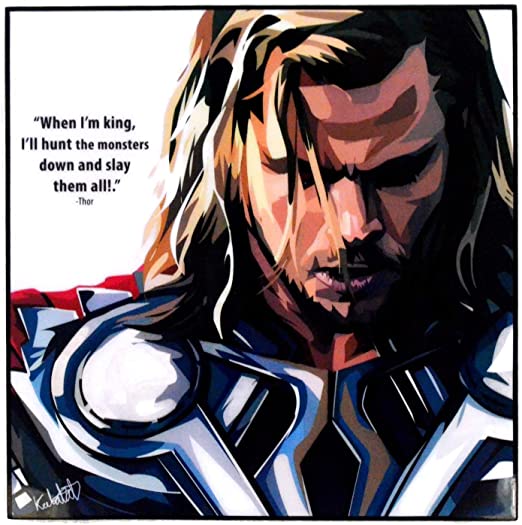 “When I’m king,
I’ll hunt the monsters
down and slay
them all!.”
-Thor